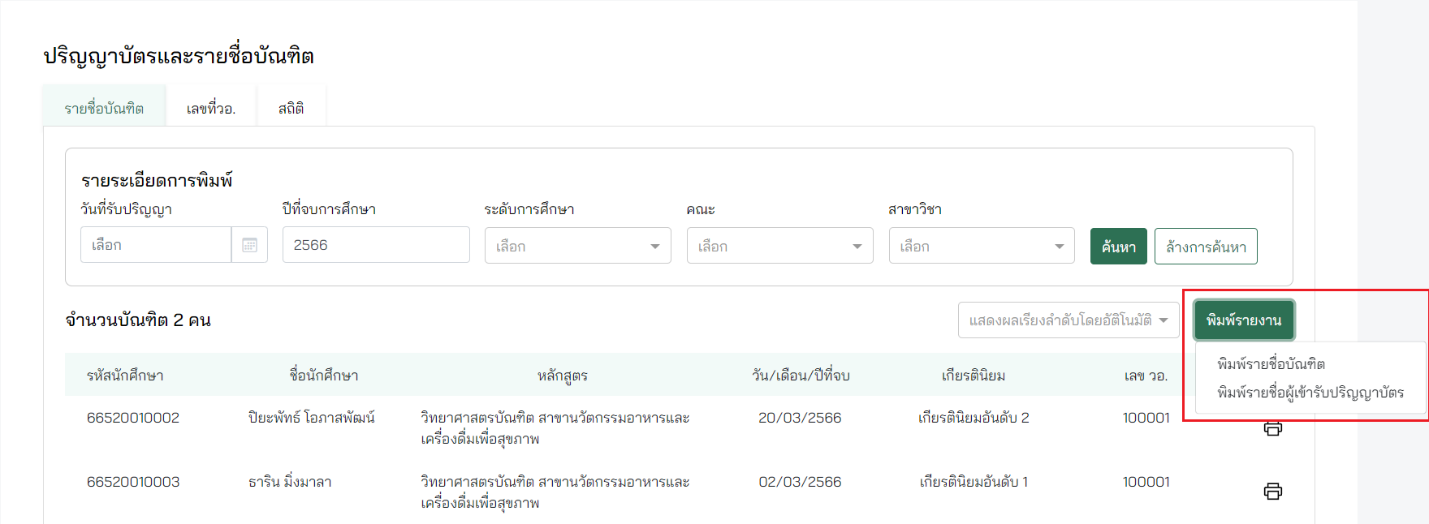 ปริญญาบัตรและรายชื่อบัณฑิต
รายชื่อบัณฑิต เลขที่วอ. สถิติ
รายระเอียดการพิมพ์
วันที่รับปริญญา ปีที่จบการศึกษา ระดับการศึกษา คณะ สาขาวิชา
เลือก 2566 เลือก เลือก เลือก ค้นหา ล้างการค้นหา
จำนวนบัณฑิต 2 คน แสดงผลเรียงลำดับโดยอัติโนมัติ พิมพ์รายงาน
พิมพ์รายชื่อบัณฑิต
พิมพ์รายชื่อผู้เข้ารับปริญญาบัตร
รหัสนักศึกษา ชื่อนักศึกษา หลักสูตร วัน/เดือน/ปีที่จบ เกียรตินิยม เลข วอ.
66520010002 ปิยะพัทธ์ โอภาสพัฒน์ วิทยาศาสตรบัณฑิต สาขานวัตกรรมอาหารและ 20/03/2566 เกียรตินิยมอันดับ 2 100001
เครื่องดื่มเพื่อสุขภาพ
66520010003 ธาริน มิ่งมาลา วิทยาศาสตรบัณฑิต สาขานวัตกรรมอาหารและ 02/03/2566 เกียรตินิยมอันดับ 1 100001
เครื่องดื่มเพื่อสุขภาพ